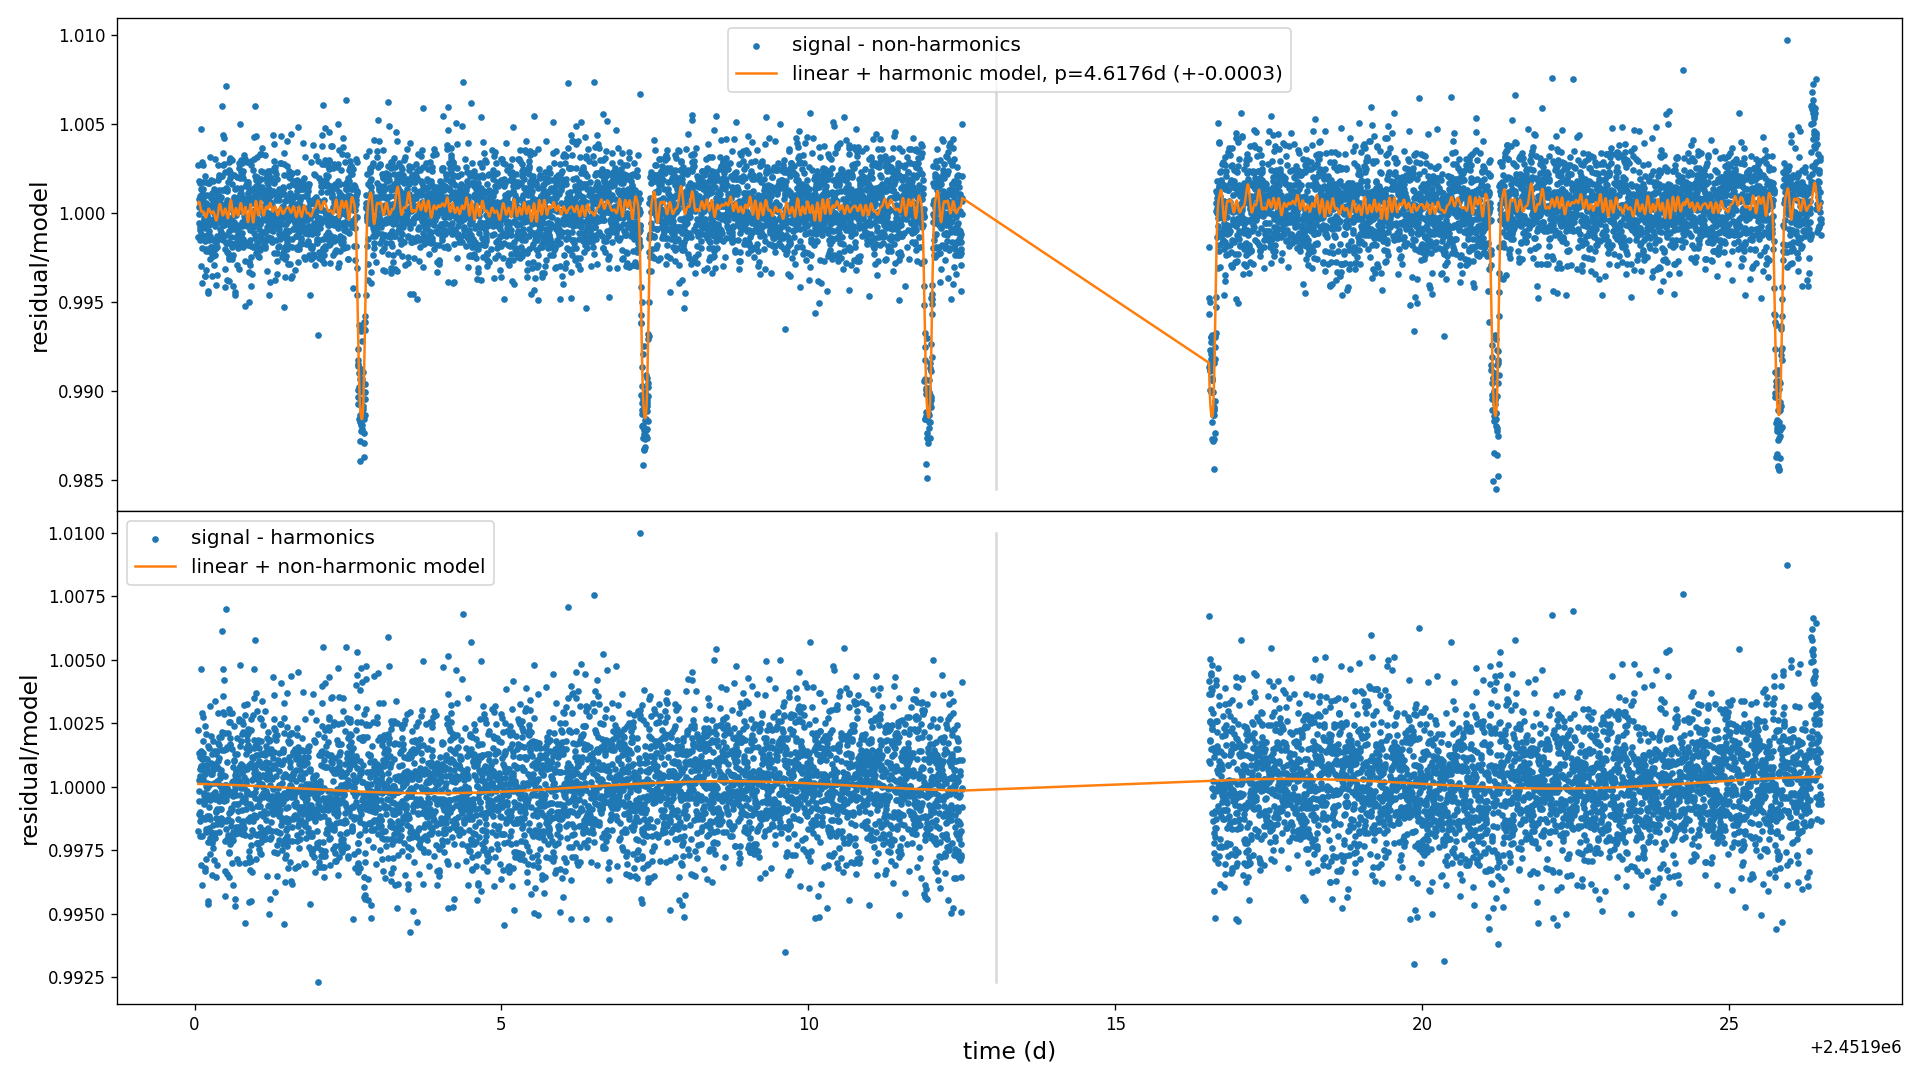 signal - non-harmonics
linear + harmonic model, p=4.6176d (+-0.0003)
residual/model
1.010
1.005
1.000
0.995
0.990
0.985
signal - harmonics
linear + non-harmonic model
residual/model
1.0100
1.0075
1.0050
1.0025
1.0000
0.9975
0.9950
0.9925
0 5 10 15 20 25
time (d)
+2.4519e6